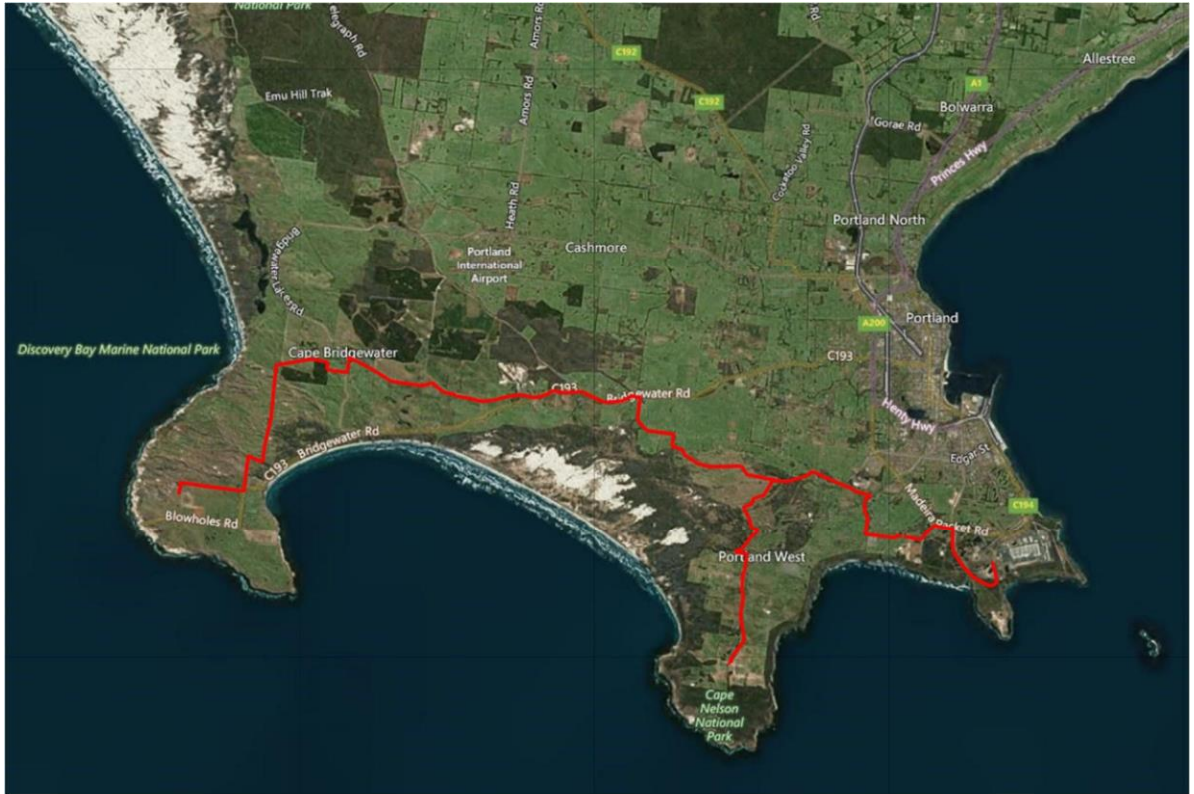 National Park
Telegraph Rd
Amors Rd
Rd
C192
Allestree
A1
Emu Hill Trak
Amors Rd
C192
Bolwarra
Gorae Rd
Princes Hwy
Cockatoo Valley Rd
Heath Rd
Portland North
Bridgewater Lakes Rd
Portland
International
Airport
Cashmore
A200
Portland
Discovery Bay Marine National Park
Cape Bridgewater
C193
C193
Bridgewater Rd
Henty Hwy
C193
Bridgewater Rd
Edgar St
Madeira Packet Rd
C194
Blowholes Rd
Portland West
Cape
Nelson
National
Park